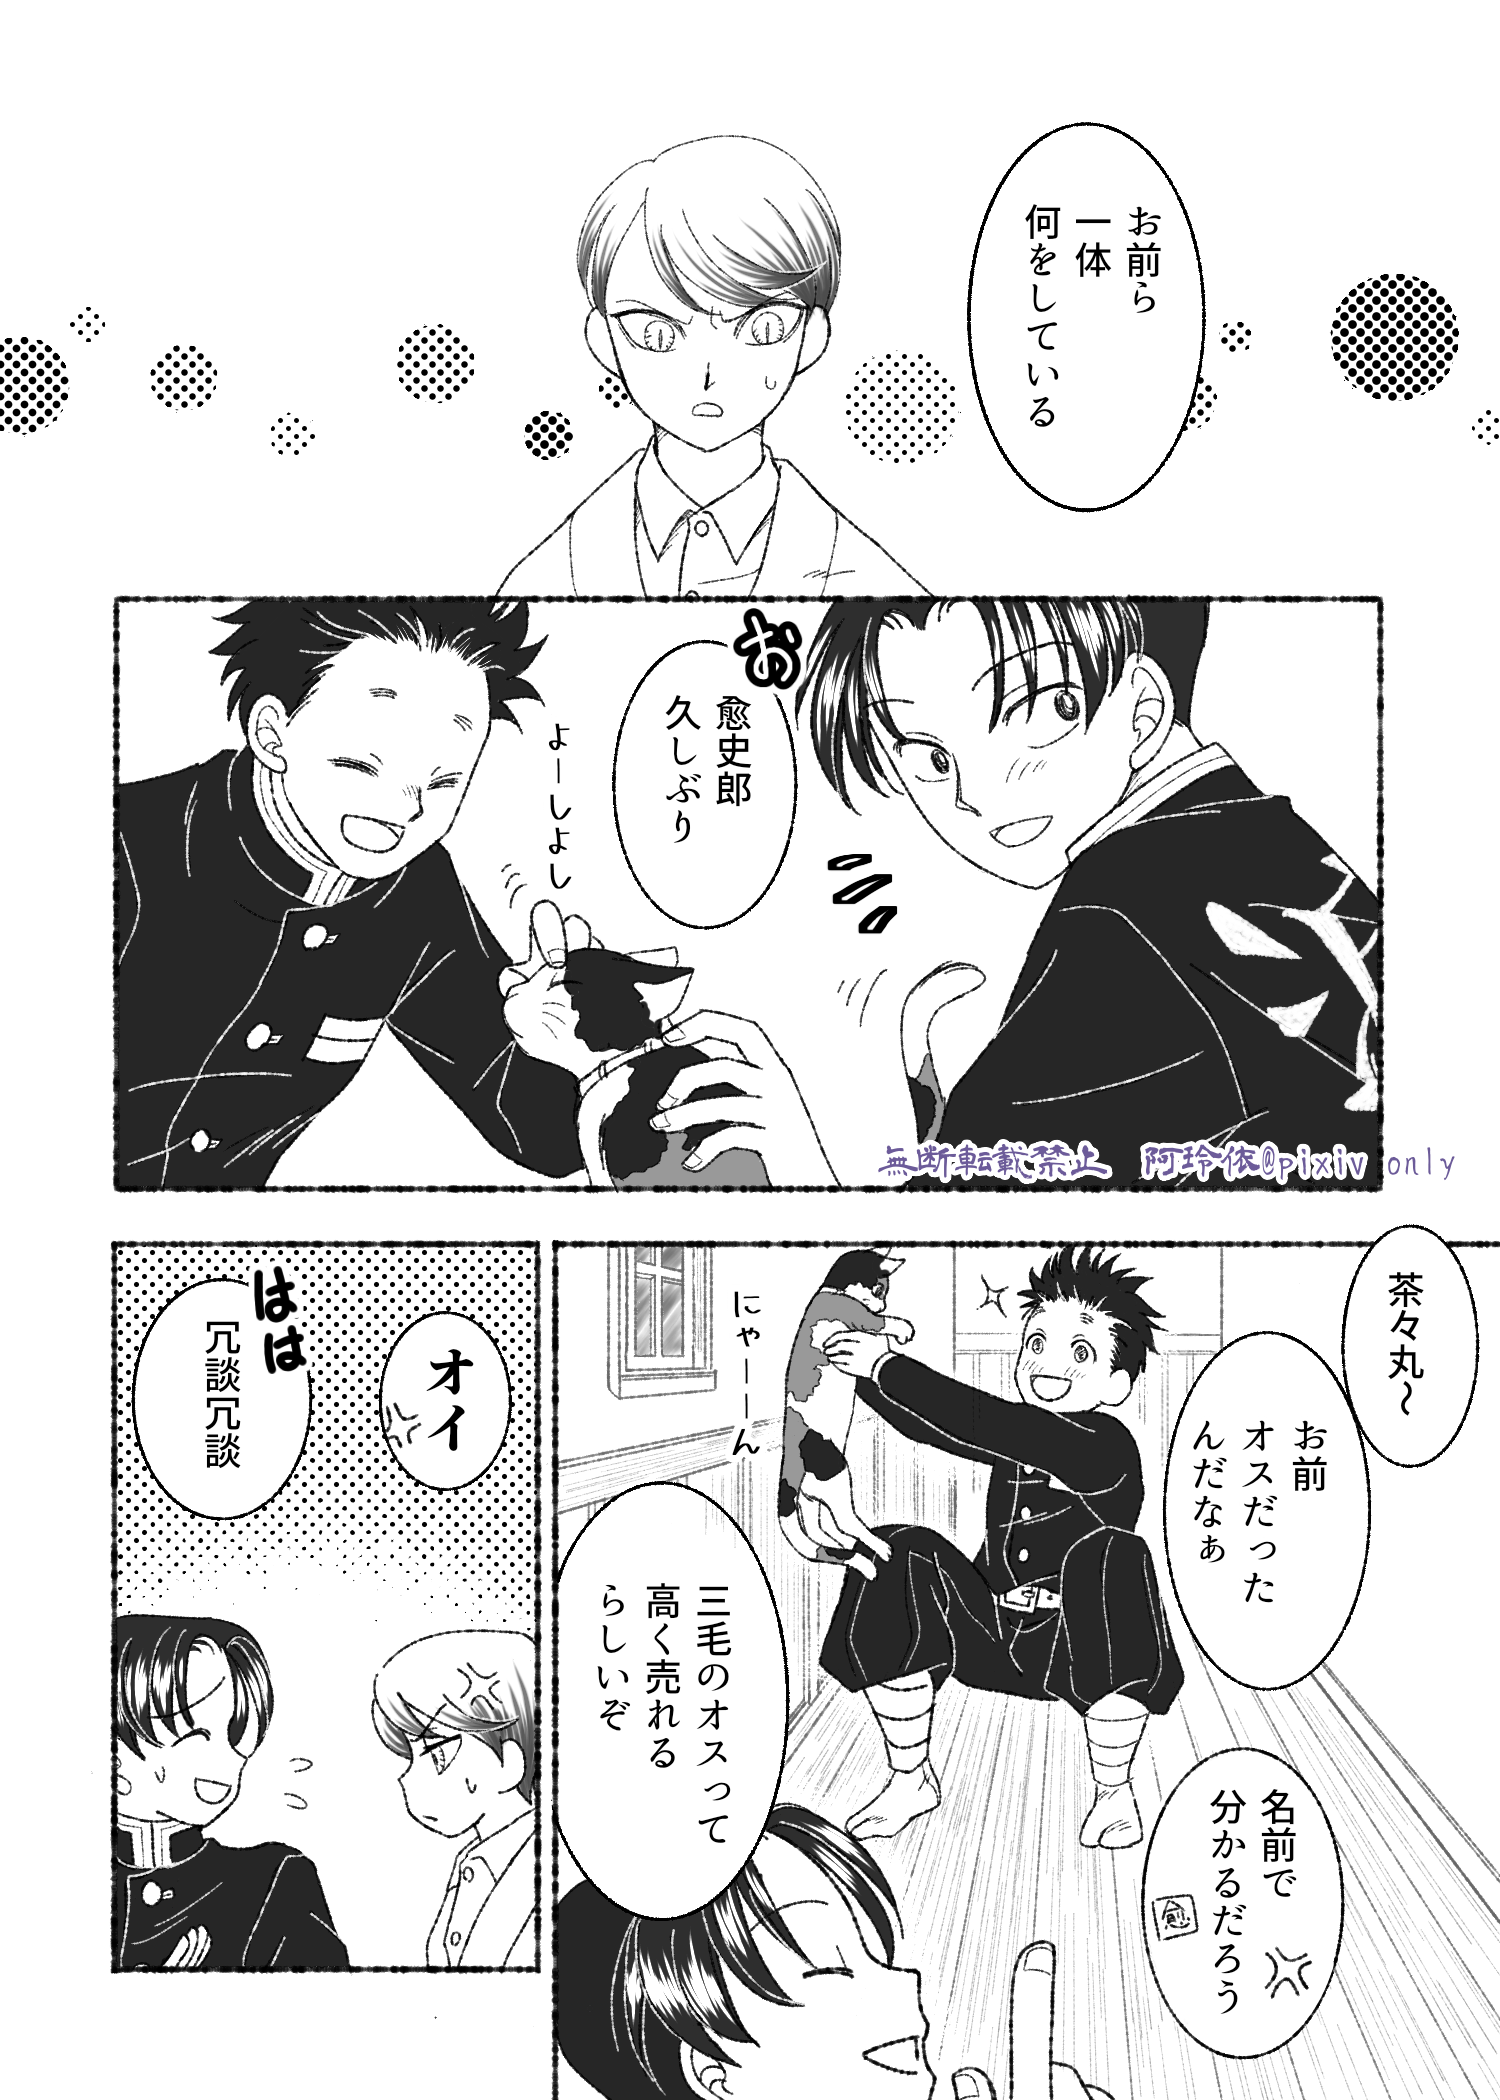 お前ら
一体
何をしている
お
愈史郎
久しぶり
よーしよし
無断転載禁止 阿玲依@pixiv only
茶々丸〜
お前
オスだった
んだなぁ
にゃーーん
名前で
分かるだろう
愈
三毛のオスって
高く売れる
らしいぞ
オイ
はは
冗談冗談